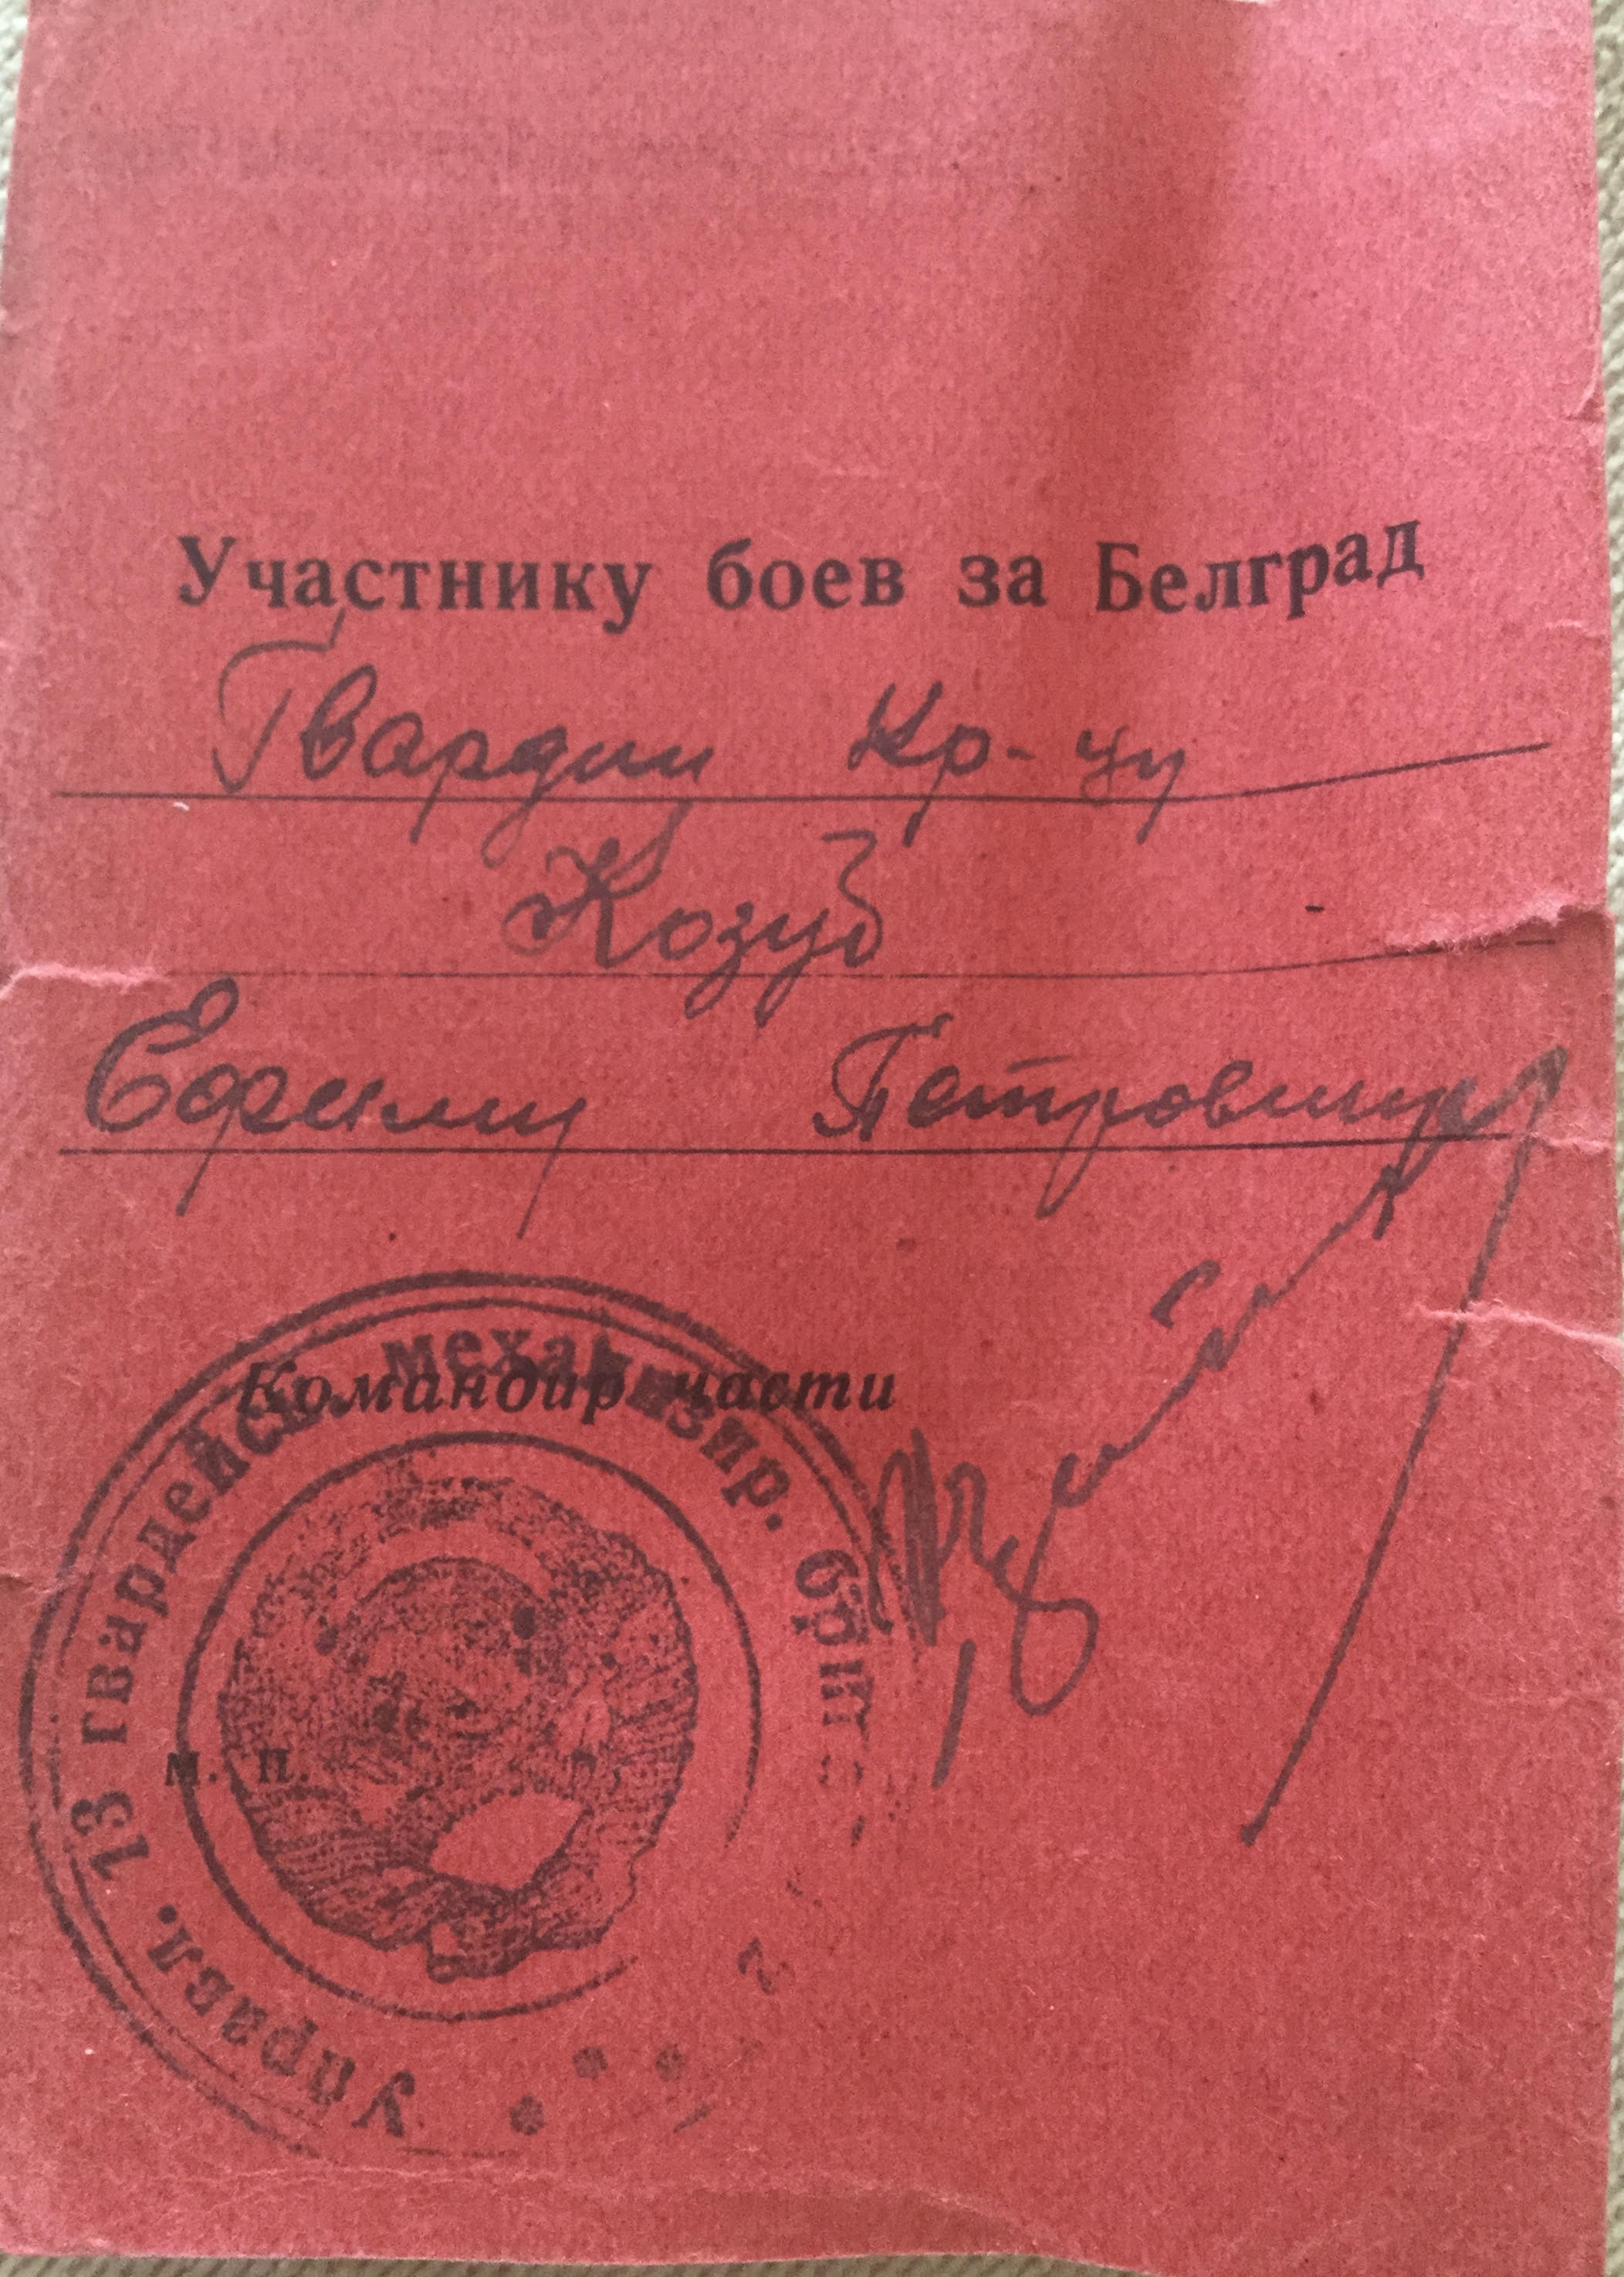 Участнику боев за Белград
Гвардии Кр-цу
Козуб
Ефиму Петровичу
Командир части
М. П.
Управл. 13 гвардейск. механизир. бриг